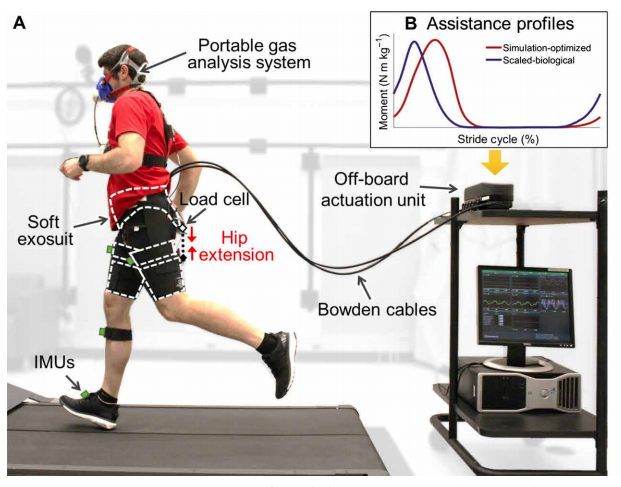 A
Portable gas
analysis system
B Assistance profiles
Moment (N m kg⁻¹)
Simulation-optimized
Scaled-biological
Stride cycle (%)
Off-board
actuation unit
Load cell
Soft
exosuit
Hip
extension
Bowden cables
IMUs